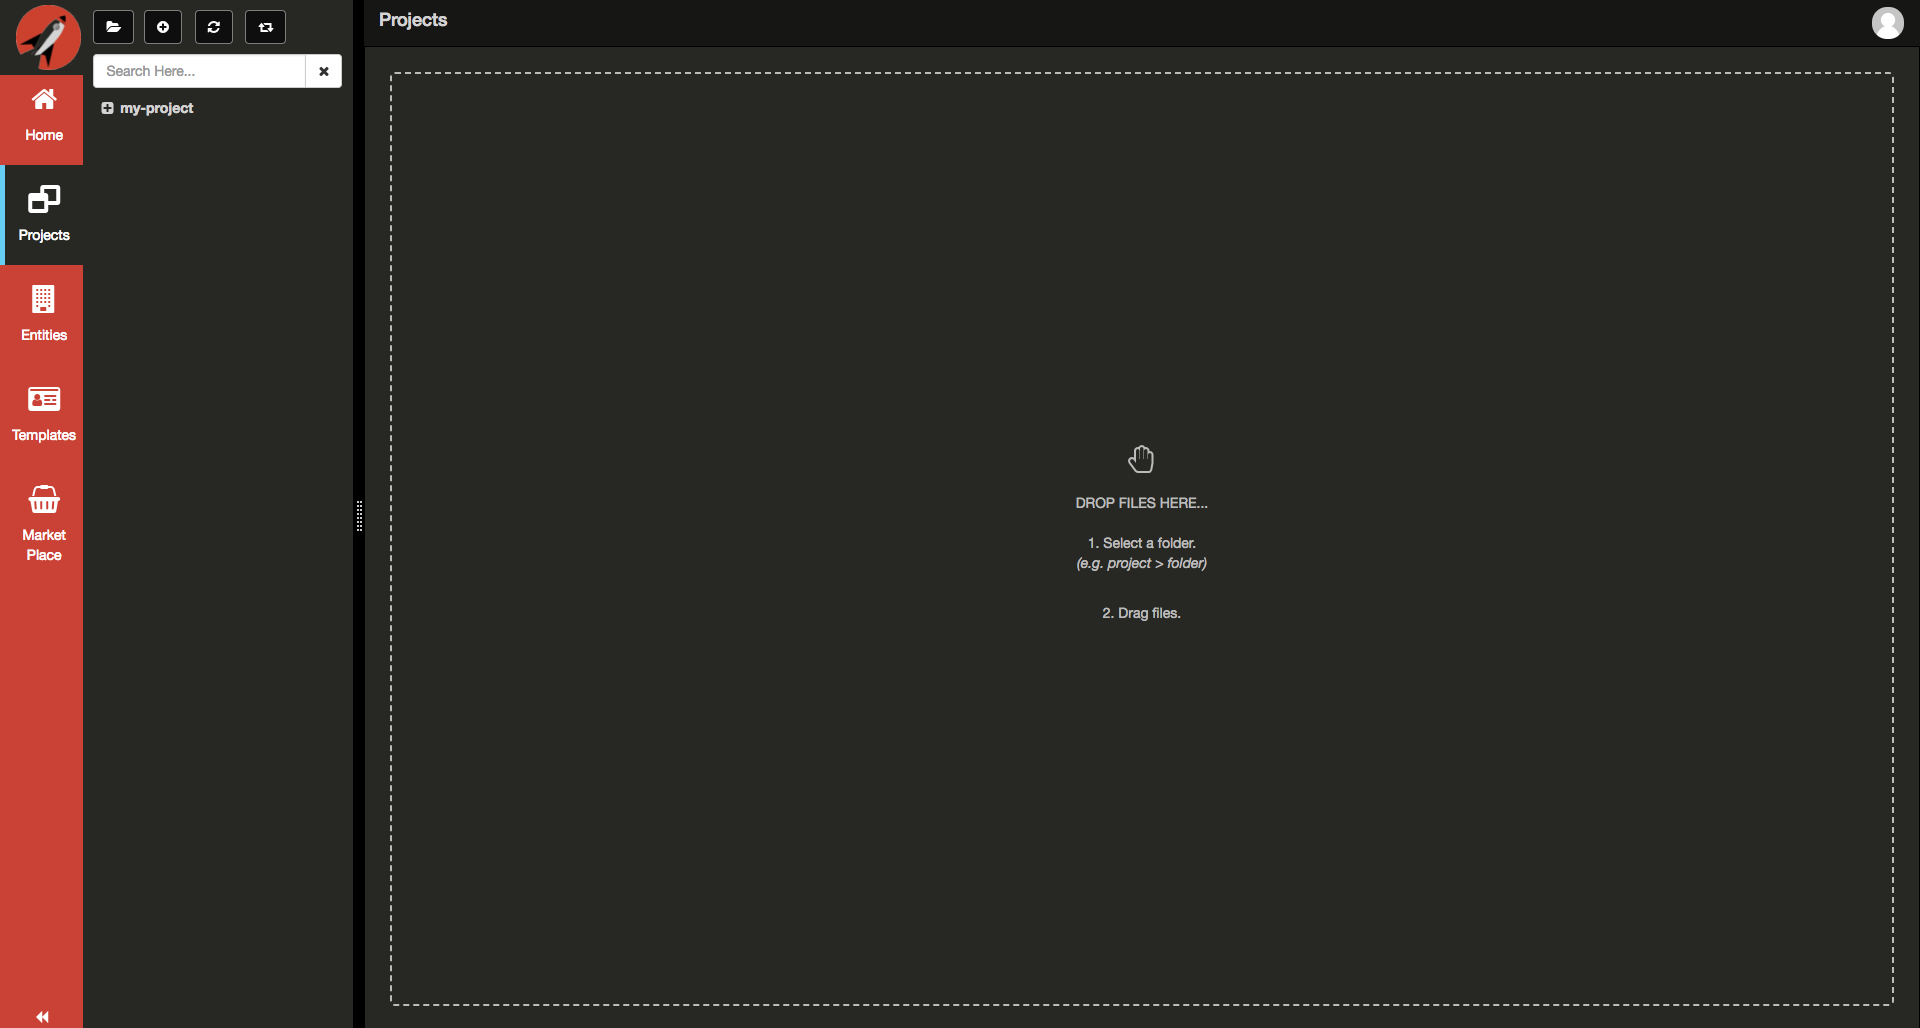 Projects
Search Here...
my-project
Home
Projects
Entities
Templates
Market
Place
DROP FILES HERE...
1. Select a folder.
(e.g. project > folder)
2. Drag files.